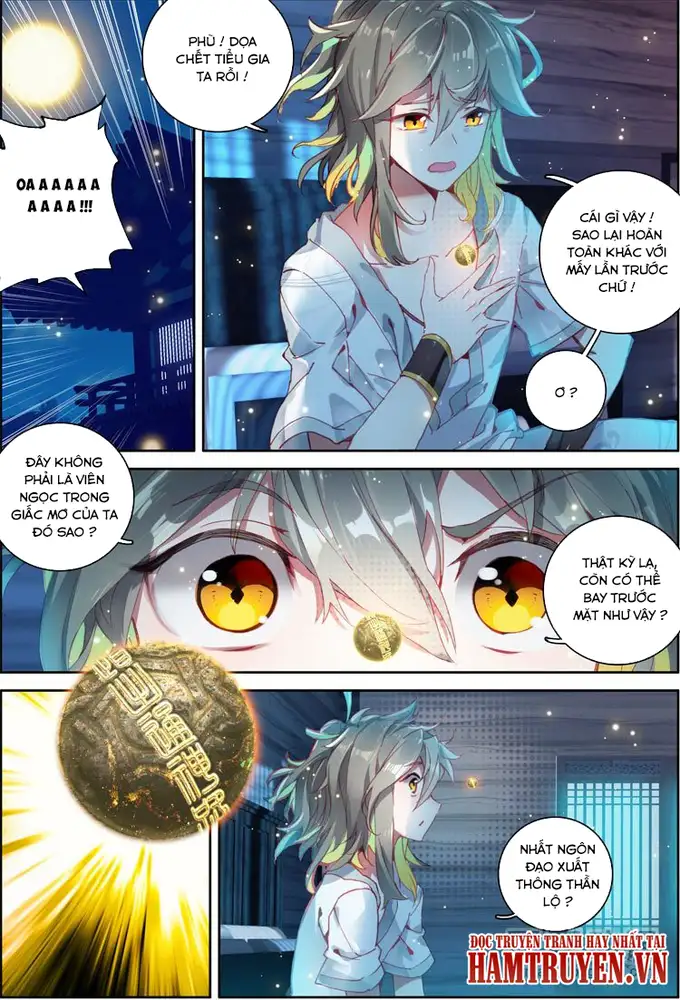 PHÙ ! DỌA
CHẾT TIỂU GIA
TA RỒI !
OA A A A A A
A A A A !!!
CÁI GÌ VẬY !
SAO LẠI HOÀN
TOÀN KHÁC VỚI
MẤY LẦN TRƯỚC
CHỨ !
Ơ ?
ĐÂY KHÔNG
PHẢI LÀ VIÊN
NGỌC TRONG
GIẤC MƠ CỦA TA
ĐÓ SAO ?
THẬT KỲ LẠ,
CÒN CÓ THỂ
BAY TRƯỚC
MẶT NHƯ VẬY ?
NHẤT NGÔN
ĐẠO XUẤT
THÔNG THẦN
LỘ ?
ĐỌC TRUYỆN TRANH HAY NHẤT TẠI
HAMTRUYEN.VN